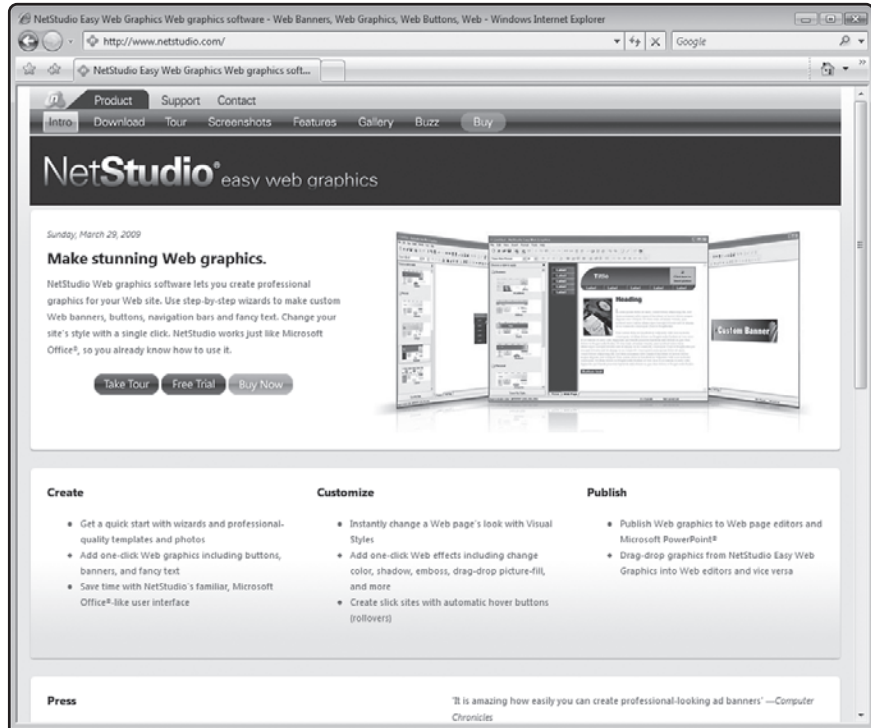 NetStudio Easy Web Graphics Web graphics software - Web Banners, Web Graphics, Web Buttons, Web - Windows Internet Explorer
http://www.netstudio.com/
Google
NetStudio Easy Web Graphics Web graphics soft...
Product Support Contact
Intro Download Tour Screenshots Features Gallery Buzz Buy
NetStudio® easy web graphics
Sunday, March 29, 2009
Make stunning Web graphics.
NetStudio Web graphics software lets you create professional
graphics for your Web site. Use step-by-step wizards to make custom
Web banners, buttons, navigation bars and fancy text. Change your
site's style with a single click. NetStudio works just like Microsoft
Office®, so you already know how to use it.
Take Tour Free Trial Buy Now
Title
Heading
Custom Banner
Create
• Get a quick start with wizards and professional-
quality templates and photos
• Add one-click Web graphics including buttons,
banners, and fancy text
• Save time with NetStudio's familiar, Microsoft
Office®-like user interface
Customize
• Instantly change a Web page's look with Visual
Styles
• Add one-click Web effects including change
color, shadow, emboss, drag-drop picture-fill,
and more
• Create slick sites with automatic hover buttons
(rollovers)
Publish
• Publish Web graphics to Web page editors and
Microsoft PowerPoint®
• Drag-drop graphics from NetStudio Easy Web
Graphics into Web editors and vice versa
Press
"It is amazing how easily you can create professional-looking ad banners" —Computer
Chronicles